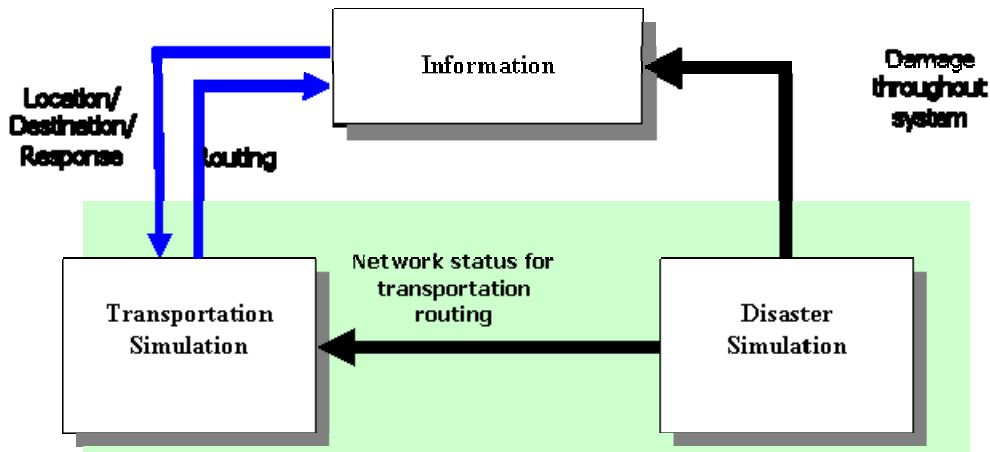 Information
Damage
throughout
system
Location/
Destination/
Response
Routing
Network status for
transportation
routing
Transportation
Simulation
Disaster
Simulation